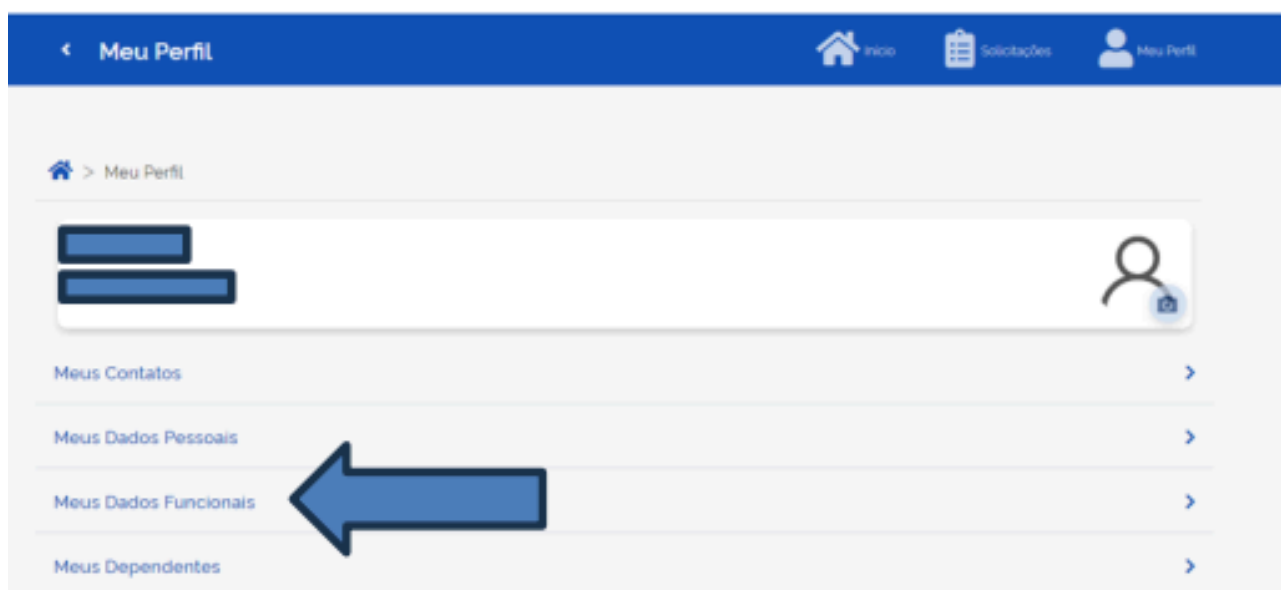 Meu Perfil Início Solicitações Meu Perfil
> Meu Perfil
Meus Contatos
Meus Dados Pessoais
Meus Dados Funcionais
Meus Dependentes